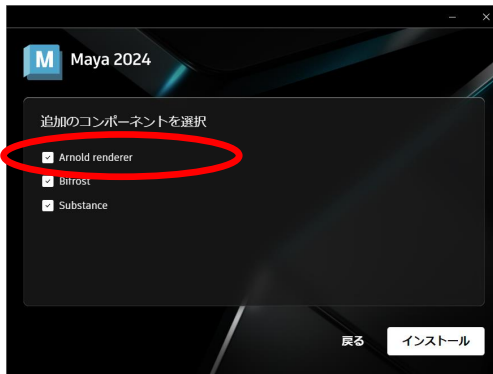 M Maya 2024
追加のコンポーネントを選択
Arnold renderer
Bifrost
Substance
戻る インストール